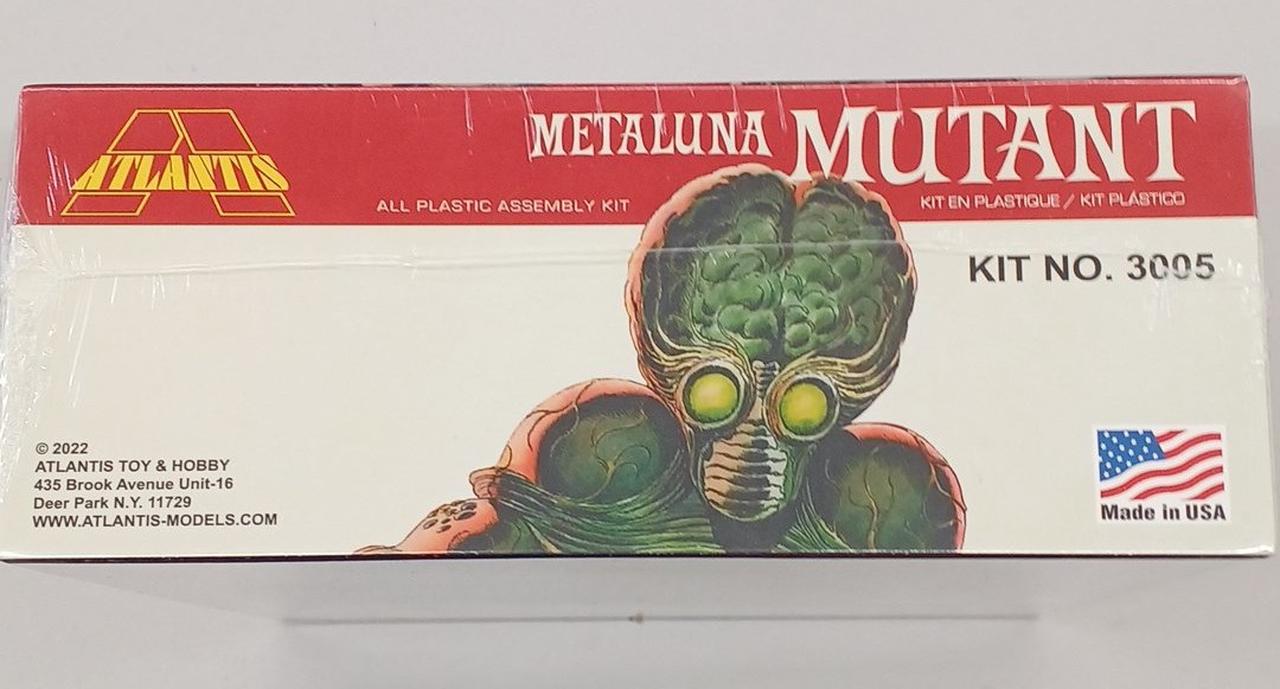 ATLANTIS
METALUNA MUTANT
ALL PLASTIC ASSEMBLY KIT
KIT EN PLASTIQUE / KIT PLÁSTICO
KIT NO. 3005
© 2022
ATLANTIS TOY & HOBBY
435 Brook Avenue Unit-16
Deer Park N.Y. 11729
WWW.ATLANTIS-MODELS.COM
Made in USA